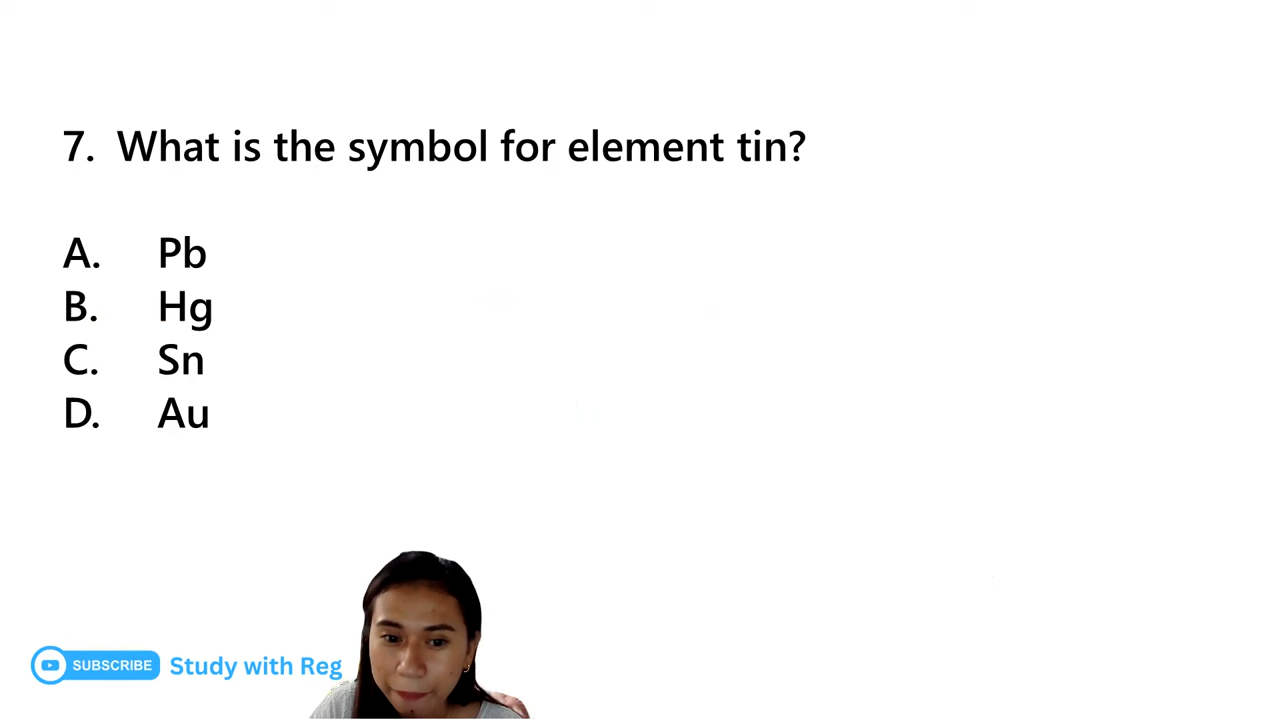 7. What is the symbol for element tin?
A. Pb
B. Hg
C. Sn
D. Au
SUBSCRIBE Study with Reg